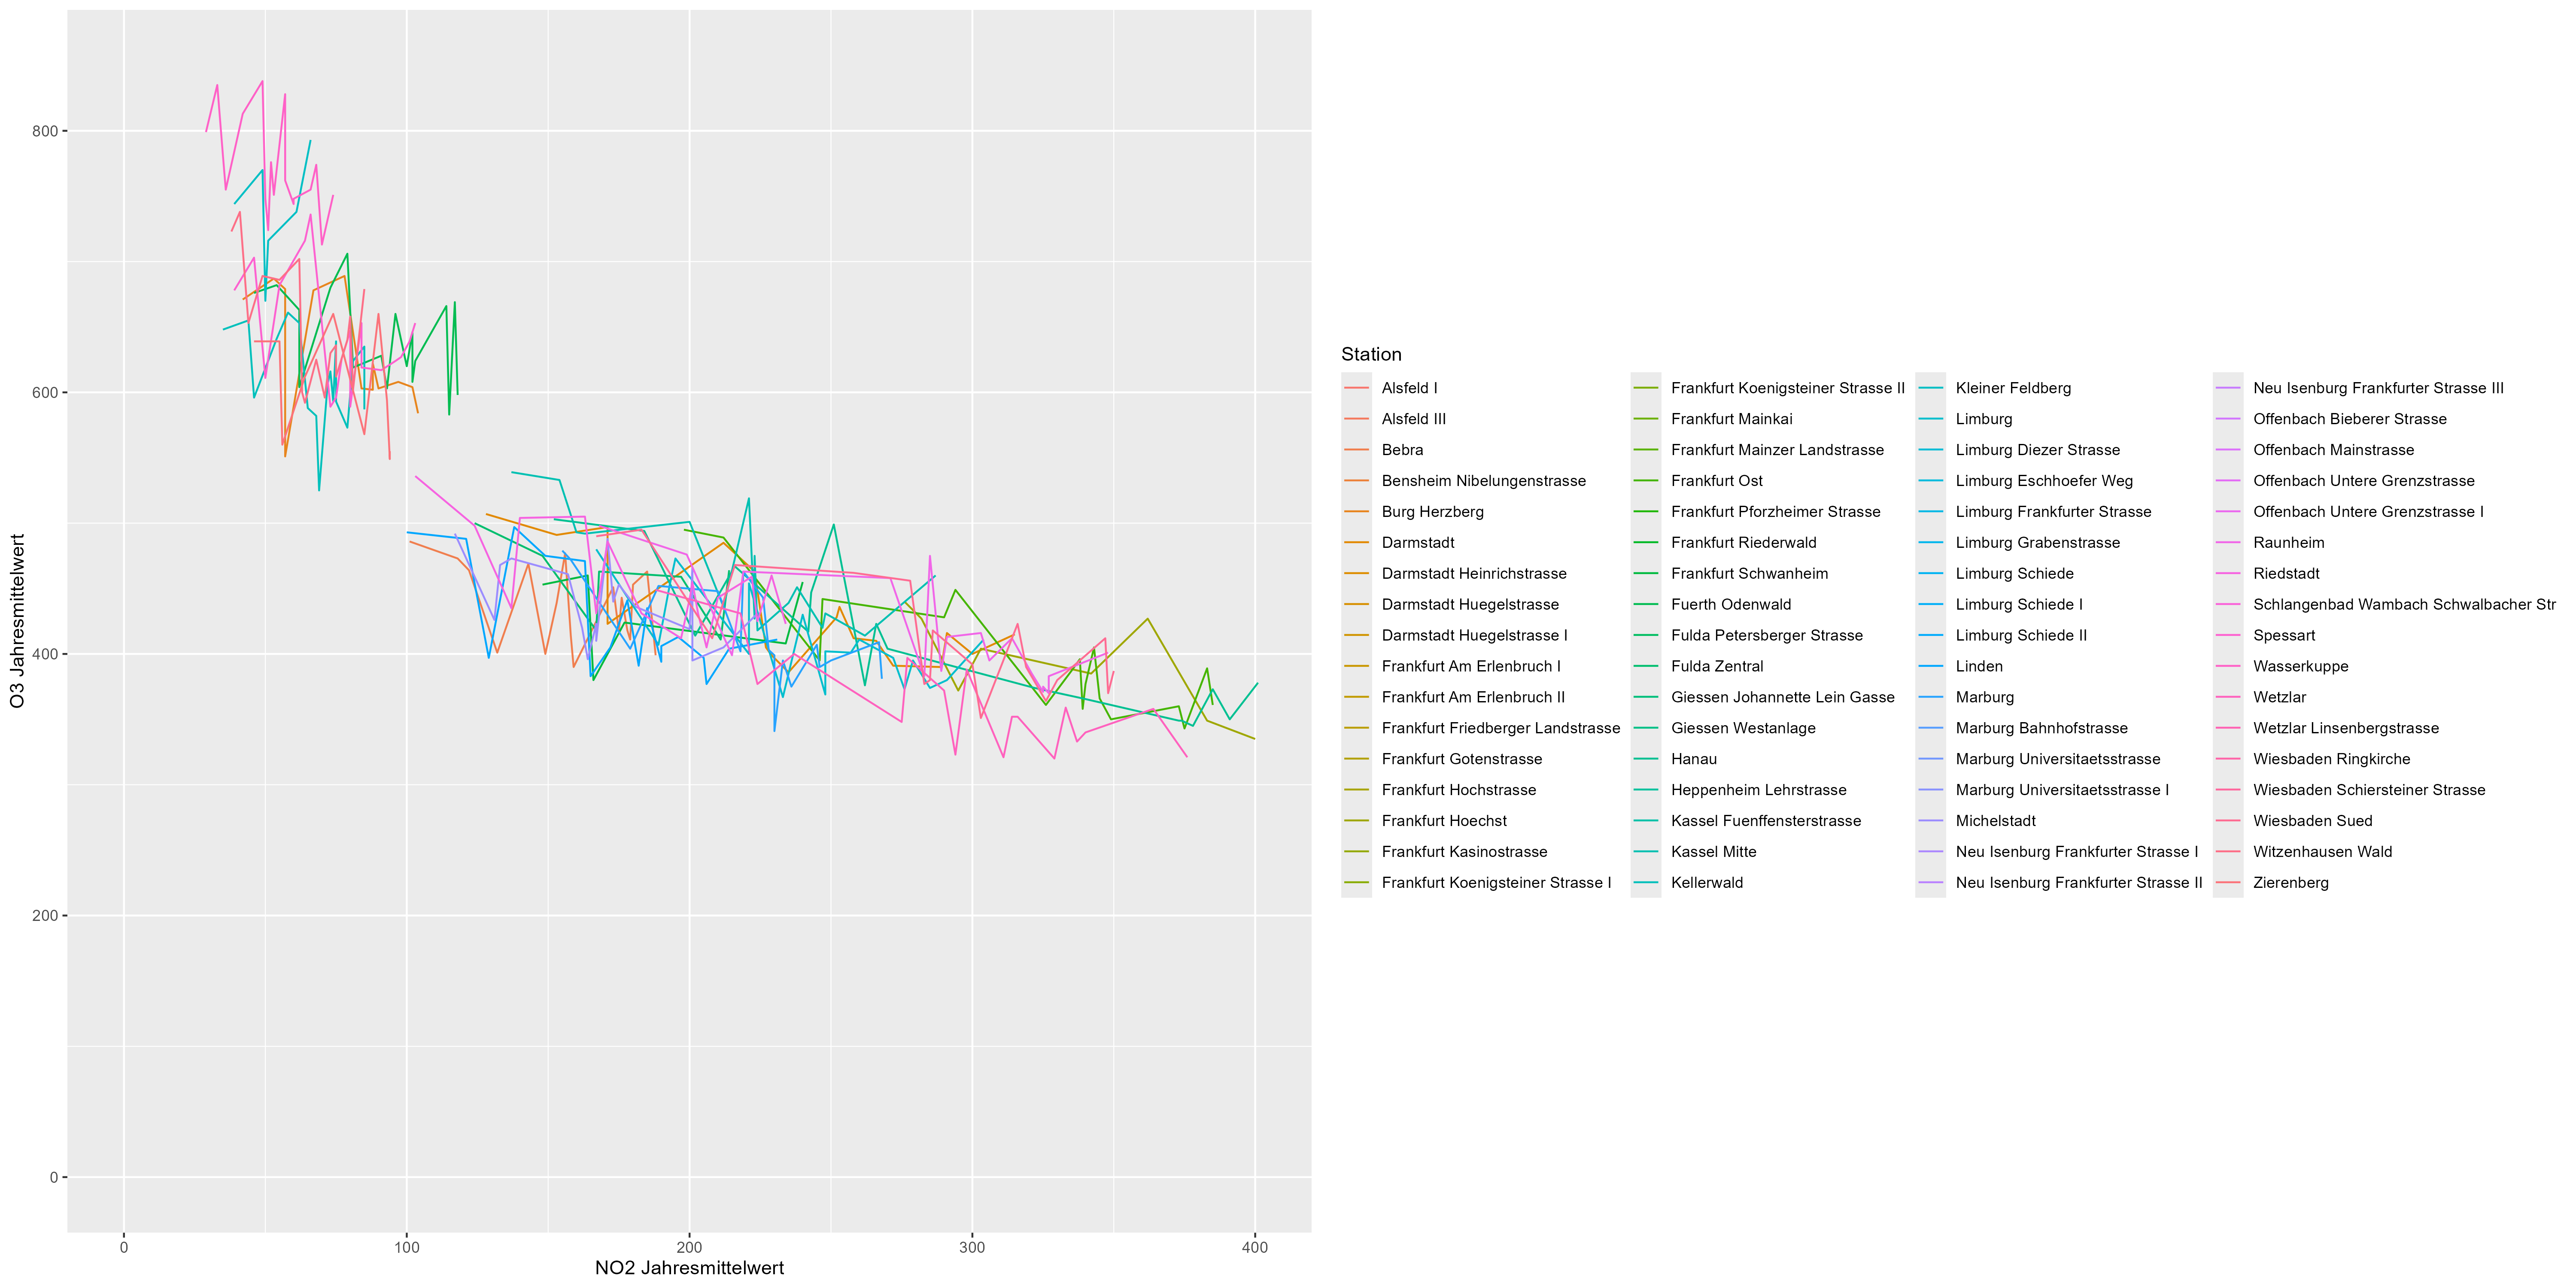 800
600
400
200
0
O3 Jahresmittelwert
0 100 200 300 400
NO2 Jahresmittelwert
Station
Alsfeld I
Alsfeld III
Bebra
Bensheim Nibelungenstrasse
Burg Herzberg
Darmstadt
Darmstadt Heinrichstrasse
Darmstadt Huegelstrasse
Darmstadt Huegelstrasse I
Frankfurt Am Erlenbruch I
Frankfurt Am Erlenbruch II
Frankfurt Friedberger Landstrasse
Frankfurt Gotenstrasse
Frankfurt Hochstrasse
Frankfurt Hoechst
Frankfurt Kasinostrasse
Frankfurt Koenigsteiner Strasse I
Frankfurt Koenigsteiner Strasse II
Frankfurt Mainkai
Frankfurt Mainzer Landstrasse
Frankfurt Ost
Frankfurt Pforzheimer Strasse
Frankfurt Riederwald
Frankfurt Schwanheim
Fuerth Odenwald
Fulda Petersberger Strasse
Fulda Zentral
Giessen Johannette Lein Gasse
Giessen Westanlage
Hanau
Heppenheim Lehrstrasse
Kassel Fuenffensterstrasse
Kassel Mitte
Kellerwald
Kleiner Feldberg
Limburg
Limburg Diezer Strasse
Limburg Eschhoefer Weg
Limburg Frankfurter Strasse
Limburg Grabenstrasse
Limburg Schiede
Limburg Schiede I
Limburg Schiede II
Linden
Marburg
Marburg Bahnhofstrasse
Marburg Universitaetsstrasse
Marburg Universitaetsstrasse I
Michelstadt
Neu Isenburg Frankfurter Strasse I
Neu Isenburg Frankfurter Strasse II
Neu Isenburg Frankfurter Strasse III
Offenbach Bieberer Strasse
Offenbach Mainstrasse
Offenbach Untere Grenzstrasse
Offenbach Untere Grenzstrasse I
Raunheim
Riedstadt
Schlangenbad Wambach Schwalbacher Str
Spessart
Wasserkuppe
Wetzlar
Wetzlar Linsenbergstrasse
Wiesbaden Ringkirche
Wiesbaden Schiersteiner Strasse
Wiesbaden Sued
Witzenhausen Wald
Zierenberg